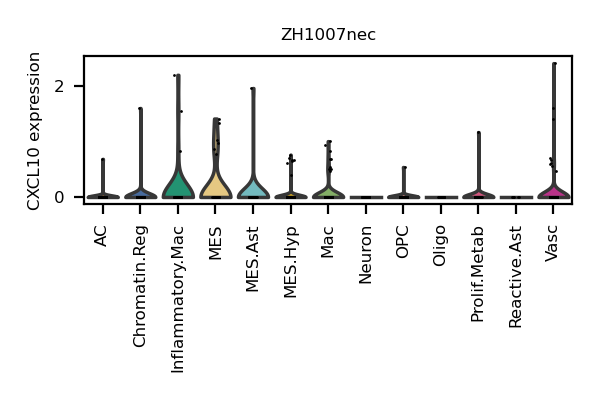 ZH1007nec
CXCL10 expression
2
0
AC
Chromatin.Reg
Inflammatory.Mac
MES
MES.Ast
MES.Hyp
Mac
Neuron
OPC
Oligo
Prolif.Metab
Reactive.Ast
Vasc